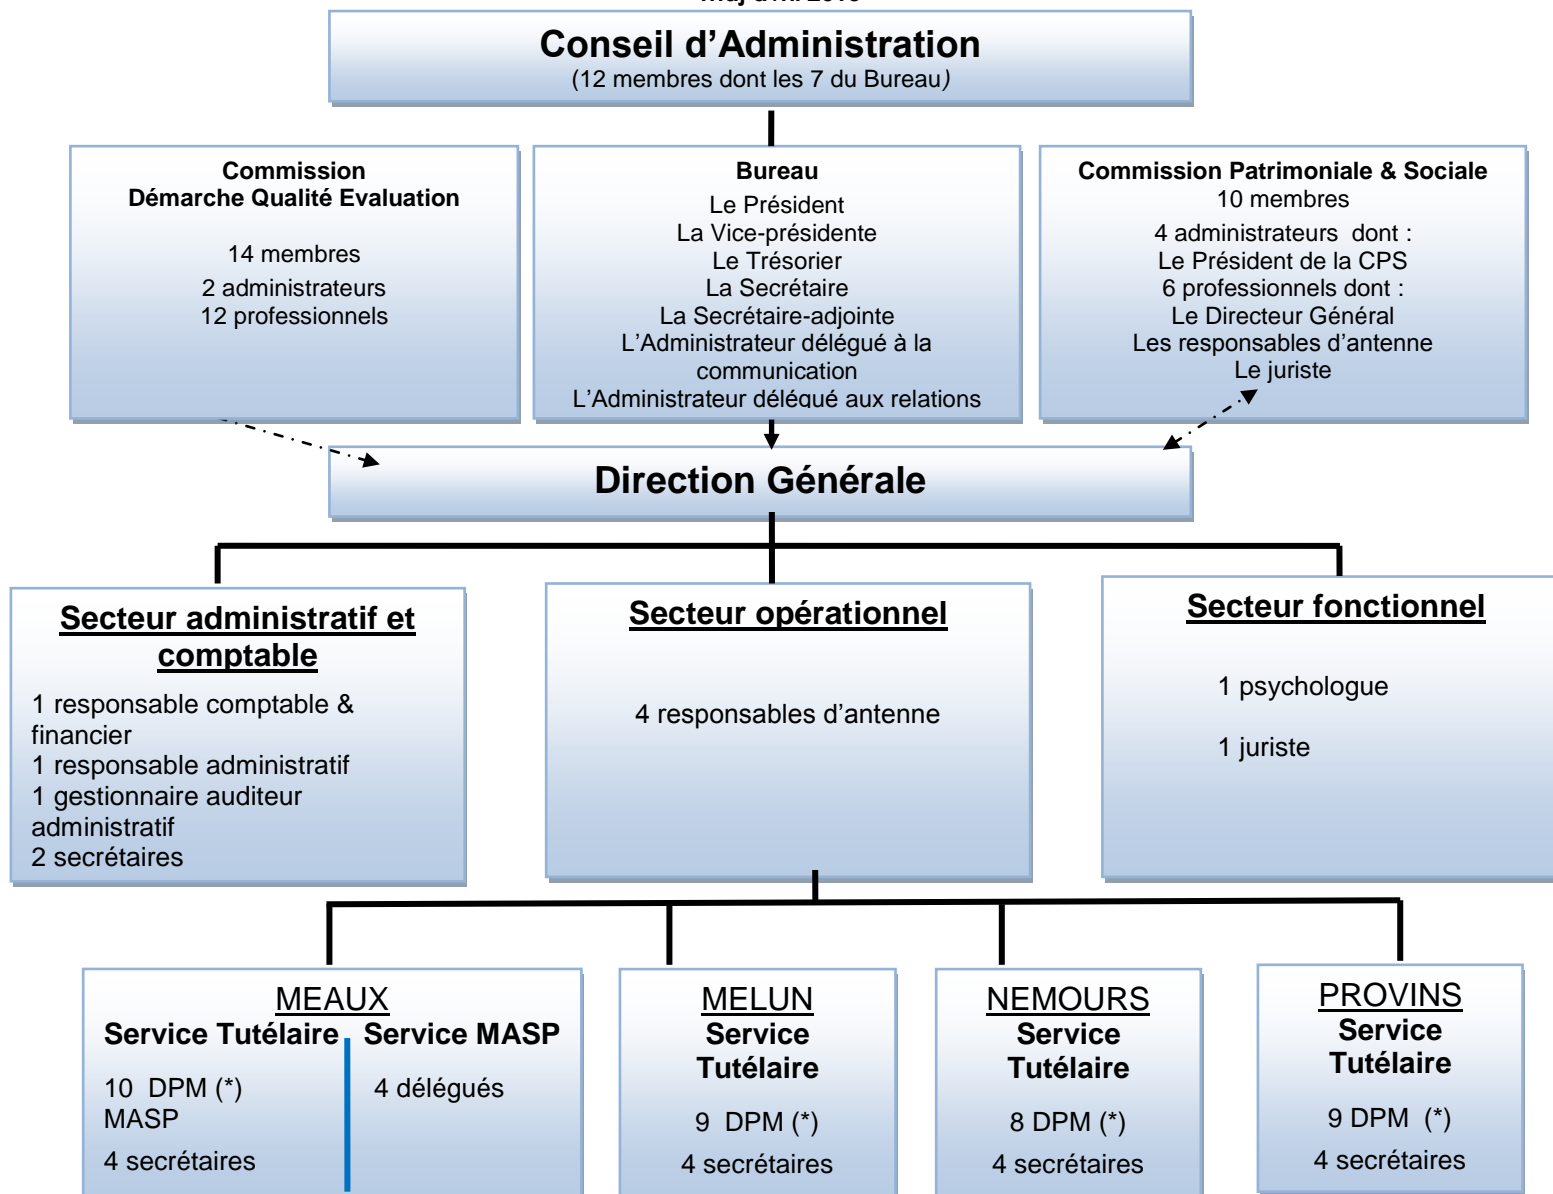 Conseil d'Administration
(12 membres dont les 7 du Bureau)
Commission
Démarche Qualité Evaluation
14 membres
2 administrateurs
12 professionnels
Bureau
Le Président
La Vice-présidente
Le Trésorier
La Secrétaire
La Secrétaire-adjointe
L'Administrateur délégué à la
communication
L'Administrateur délégué aux relations
Commission Patrimoniale & Sociale
10 membres
4 administrateurs dont :
Le Président de la CPS
6 professionnels dont :
Le Directeur Général
Les responsables d'antenne
Le juriste
Direction Générale
Secteur administratif et
comptable
1 responsable comptable &
financier
1 responsable administratif
1 gestionnaire auditeur
administratif
2 secrétaires
Secteur opérationnel
4 responsables d'antenne
Secteur fonctionnel
1 psychologue
1 juriste
MEAUX
Service Tutélaire
10 DPM (*)
MASP
4 secrétaires
Service MASP
4 délégués
MELUN
Service
Tutélaire
9 DPM (*)
4 secrétaires
NEMOURS
Service
Tutélaire
8 DPM (*)
4 secrétaires
PROVINS
Service
Tutélaire
9 DPM (*)
4 secrétaires